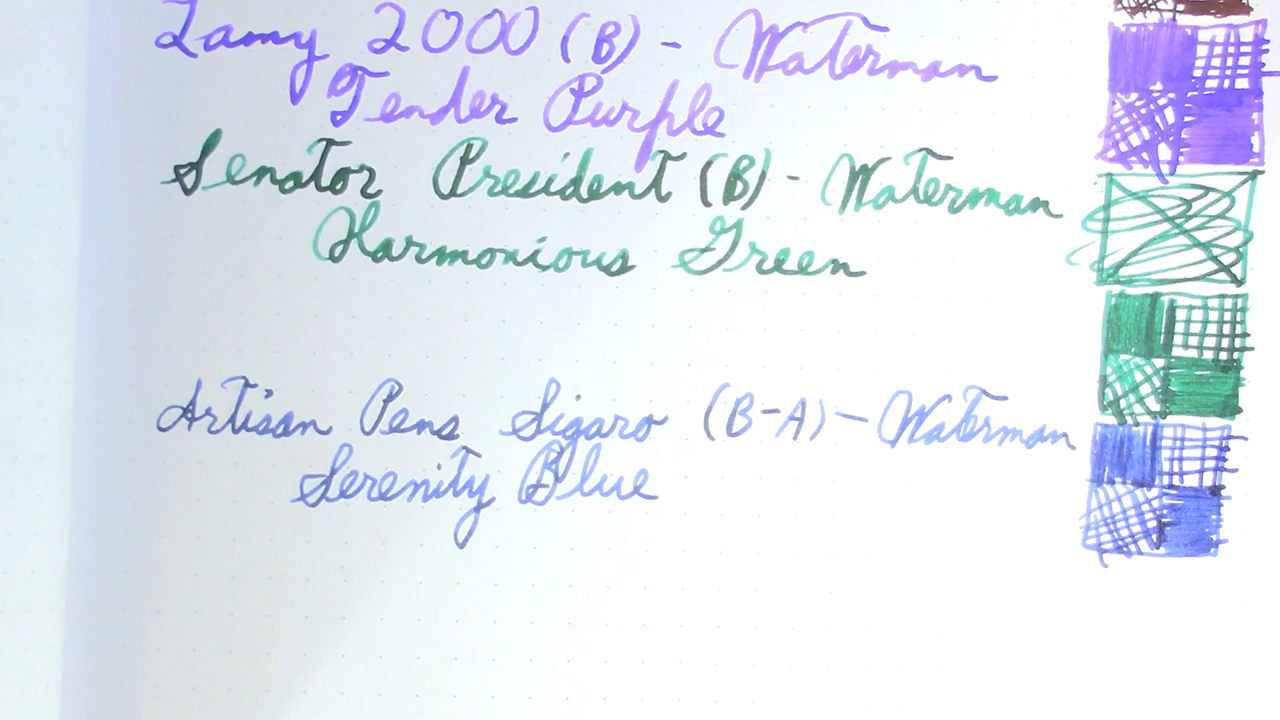 Lamy 2000 (B) - Waterman
Tender Purple
Senator President (B) - Waterman
Harmonious Green
Artisan Pens Sigaro (B-A) - Waterman
Serenity Blue